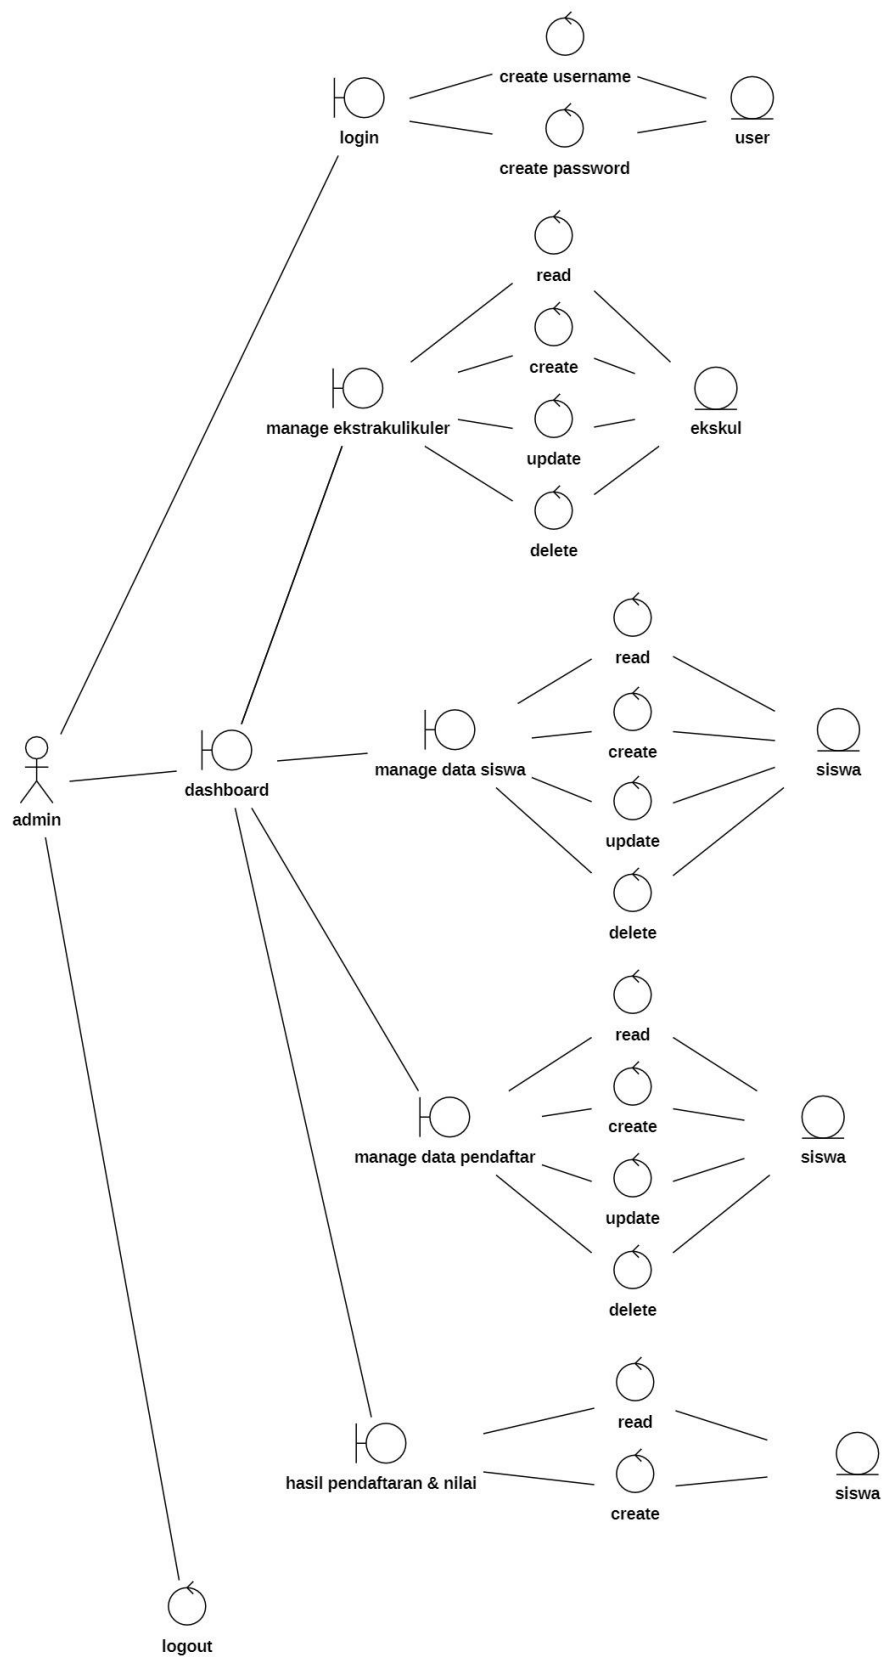 create username
login
user
create password
read
create
manage ekstrakulikuler
ekskul
update
delete
read
create
manage data siswa
siswa
update
dashboard
admin
delete
read
create
manage data pendaftar
siswa
update
delete
read
hasil pendaftaran & nilai
siswa
create
logout